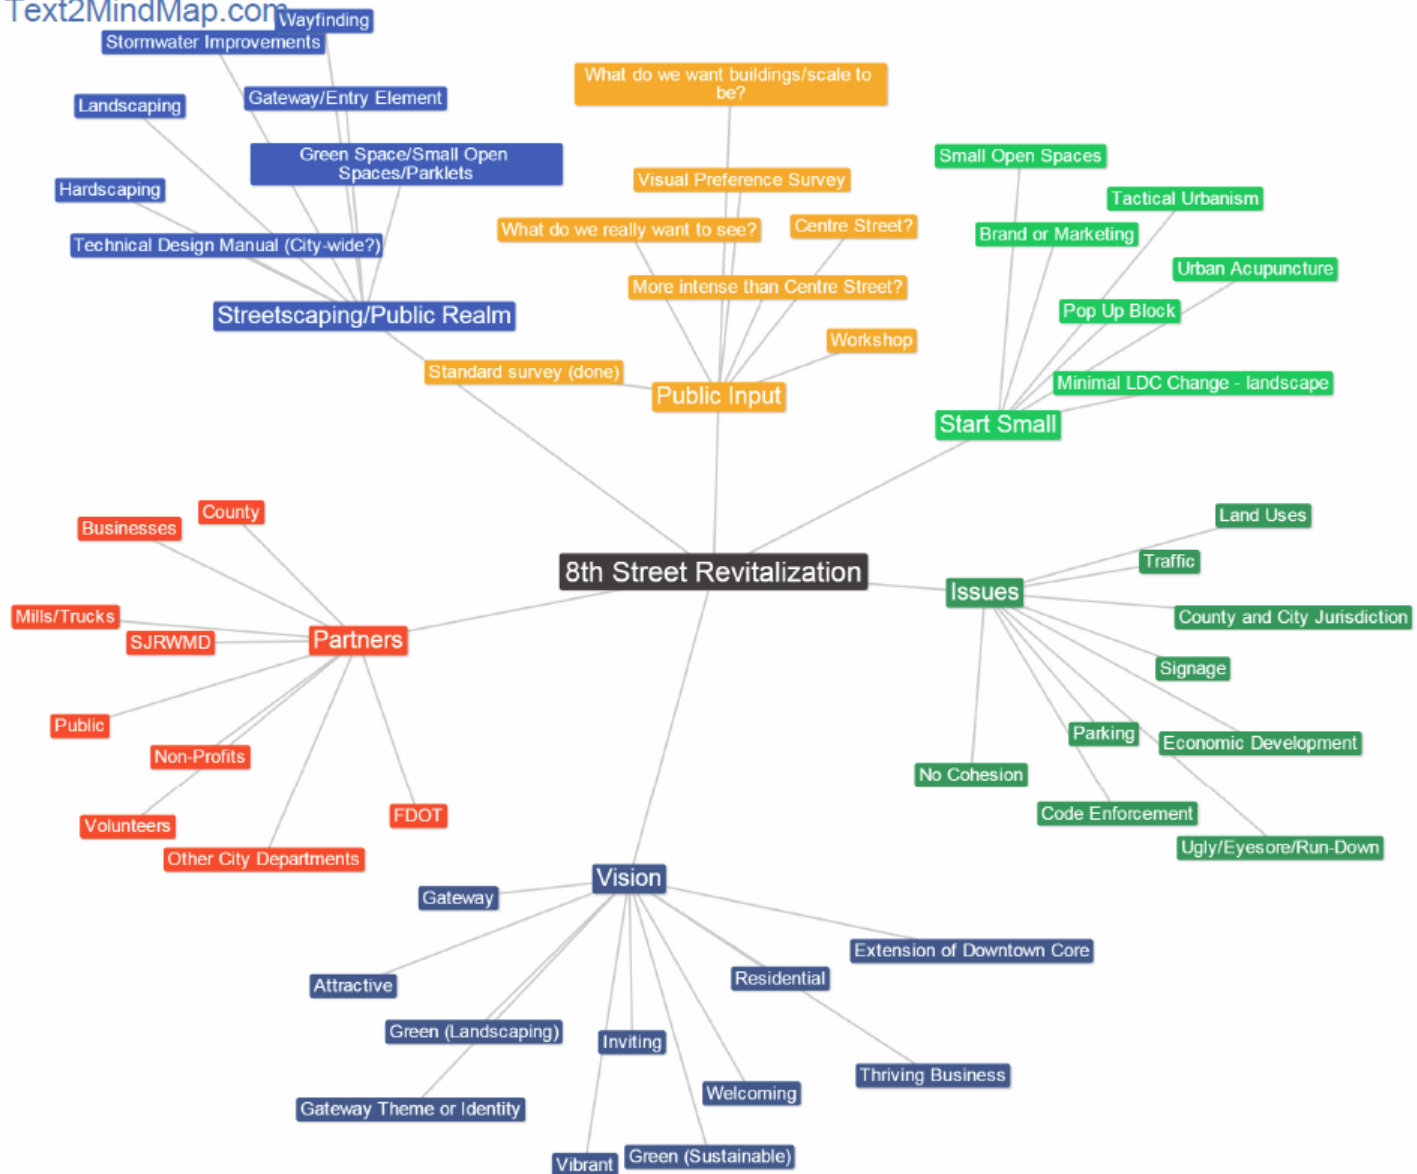 Text2MindMap.com
Wayfinding
Stormwater Improvements
Landscaping
Gateway/Entry Element
Green Space/Small Open
Spaces/Parklets
Hardscaping
Technical Design Manual (City-wide?)
Streetscaping/Public Realm
What do we want buildings/scale to
be?
Visual Preference Survey
What do we really want to see?
Centre Street?
More intense than Centre Street?
Workshop
Standard survey (done)
Public Input
Small Open Spaces
Tactical Urbanism
Brand or Marketing
Urban Acupuncture
Pop Up Block
Minimal LDC Change - landscape
Start Small
8th Street Revitalization
County
Businesses
Mills/Trucks
SJRWMD
Partners
Public
Non-Profits
Volunteers
FDOT
Other City Departments
Land Uses
Traffic
Issues
County and City Jurisdiction
Signage
Parking
Economic Development
No Cohesion
Code Enforcement
Ugly/Eyesore/Run-Down
Vision
Gateway
Extension of Downtown Core
Attractive
Residential
Green (Landscaping)
Inviting
Thriving Business
Welcoming
Gateway Theme or Identity
Green (Sustainable)
Vibrant